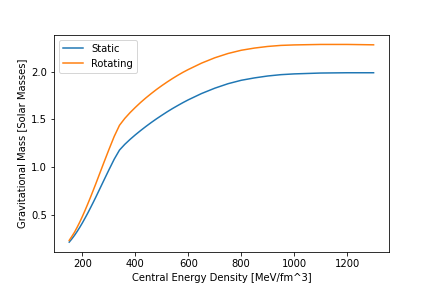 Static
Rotating
Gravitational Mass [Solar Masses]
2.0
1.5
1.0
0.5
200
400
600
800
1000
1200
Central Energy Density [MeV/fm^3]